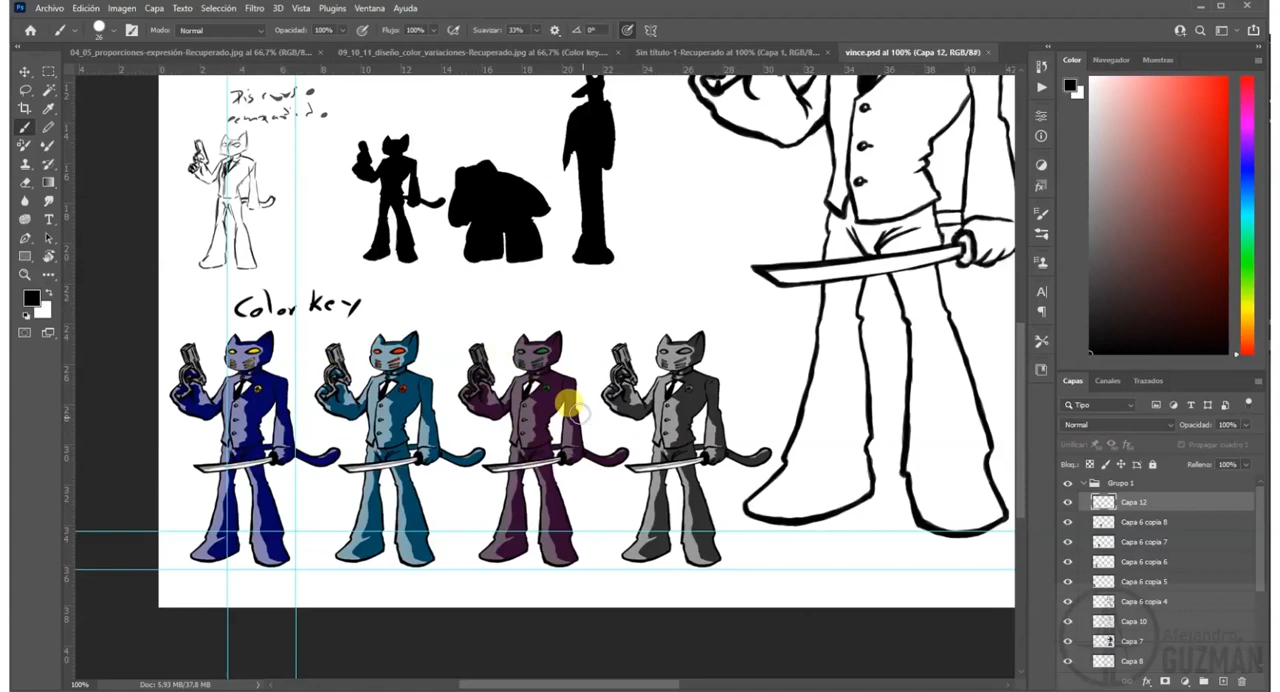 Archivo Edición Imagen Capa Texto Selección Filtro 3D Vista Plugins Ventana Ayuda
Modo: Normal Opacidad: 100% Flujo: 100% Suavizar: 33% 0°
04_05_proporciones-expresión-Recuperado.jpg al 66,7% (RGB/8... × 09_10_11_diseño_color_variaciones-Recuperado.jpg al 66,7% (Color key... × Sin título-1-Recuperado al 100% (Capa 1, RGB/8... × vince.psd al 100% (Capa 12, RGB/8#) ×
Color Navegador Muestras
Color Key
Capas Canales Trazados
Tipo
Normal Opacidad: 100%
Unificar: Propagar cuadro 1
Bloq.: Relleno: 100%
Grupo 1
Capa 12
Capa 6 copia 8
Capa 6 copia 7
Capa 6 copia 6
Capa 6 copia 5
Capa 6 copia 4
Capa 10
Capa 7
Capa 8
Alejandro
GUZMAN
100% Doc: 5,93 MB/37,8 MB